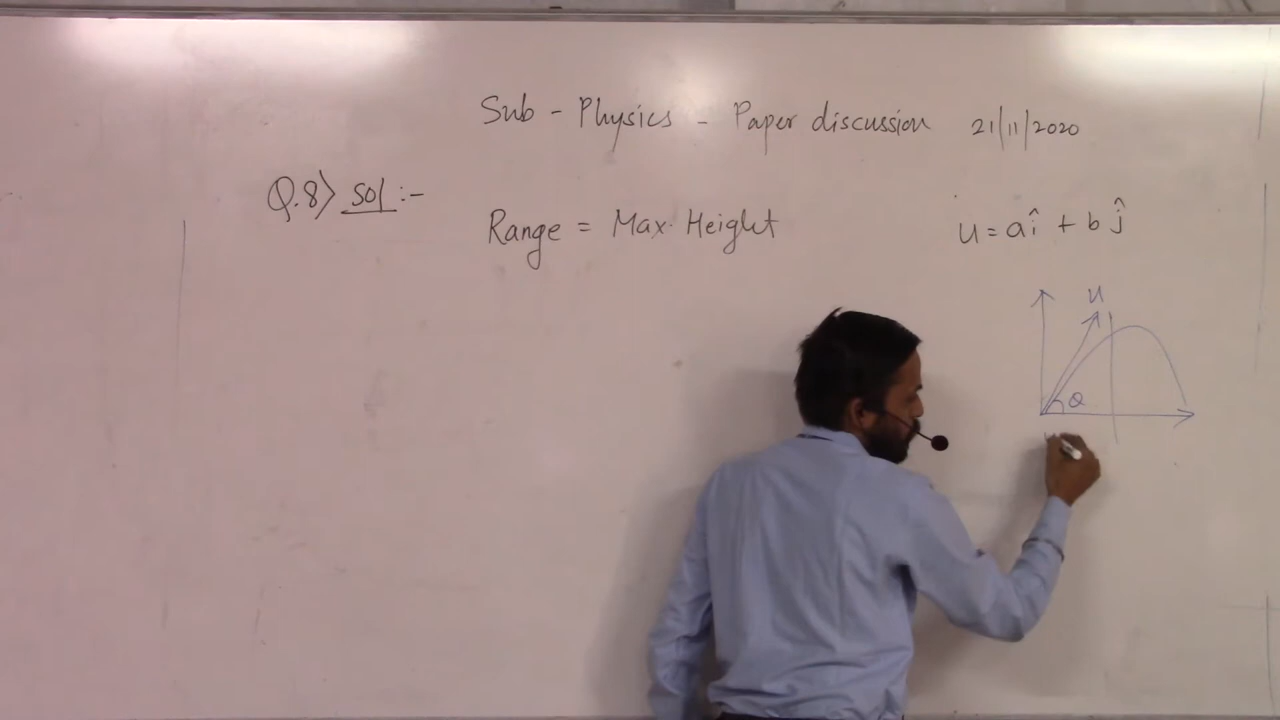 Sub - Physics - Paper discussion 21/11/2020
Q.8> Sol :-
Range = Max. Height
u = aî + bĵ
u
θ